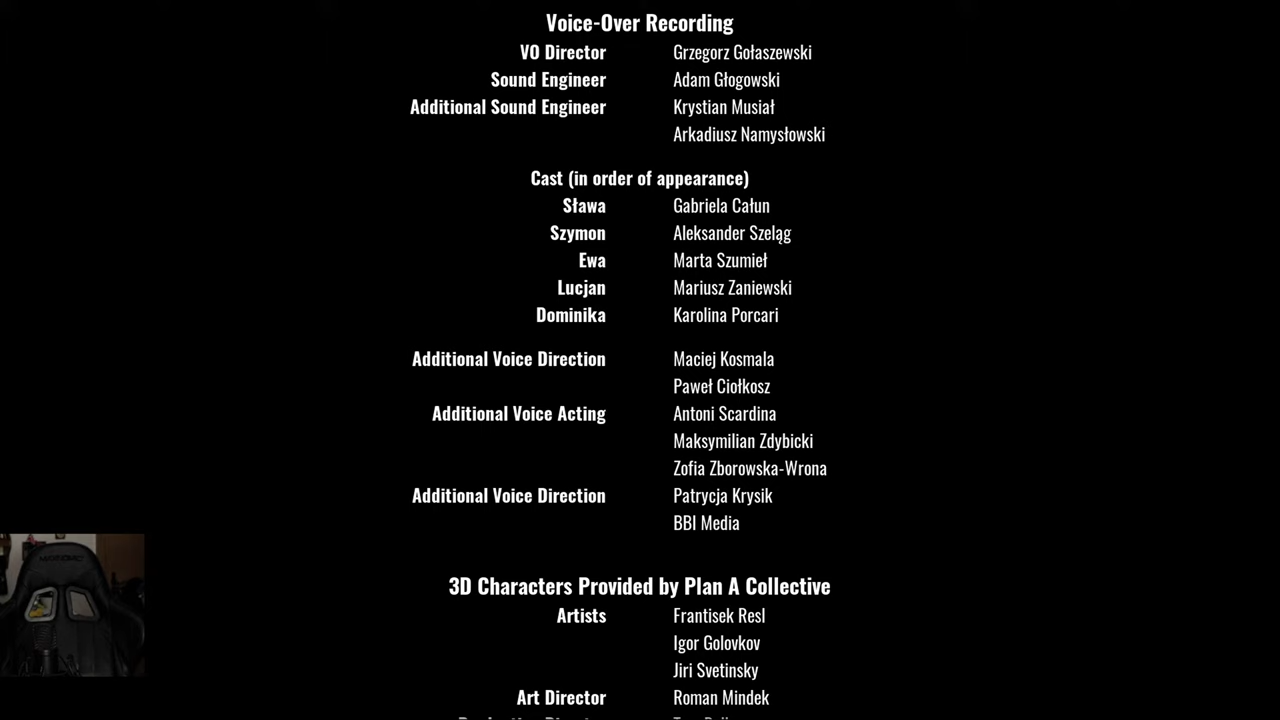 Voice-Over Recording
VO Director Grzegorz Gołaszewski
Sound Engineer Adam Głogowski
Additional Sound Engineer Krystian Musiał
Arkadiusz Namysłowski
Cast (in order of appearance)
Sława Gabriela Całun
Szymon Aleksander Szeląg
Ewa Marta Szumieł
Lucjan Mariusz Zaniewski
Dominika Karolina Porcari
Additional Voice Direction Maciej Kosmala
Paweł Ciołkosz
Additional Voice Acting Antoni Scardina
Maksymilian Zdybicki
Zofia Zborowska-Wrona
Additional Voice Direction Patrycja Krysik
BBI Media
3D Characters Provided by Plan A Collective
Artists Frantisek Resl
Igor Golovkov
Jiri Svetinsky
Art Director Roman Mindek